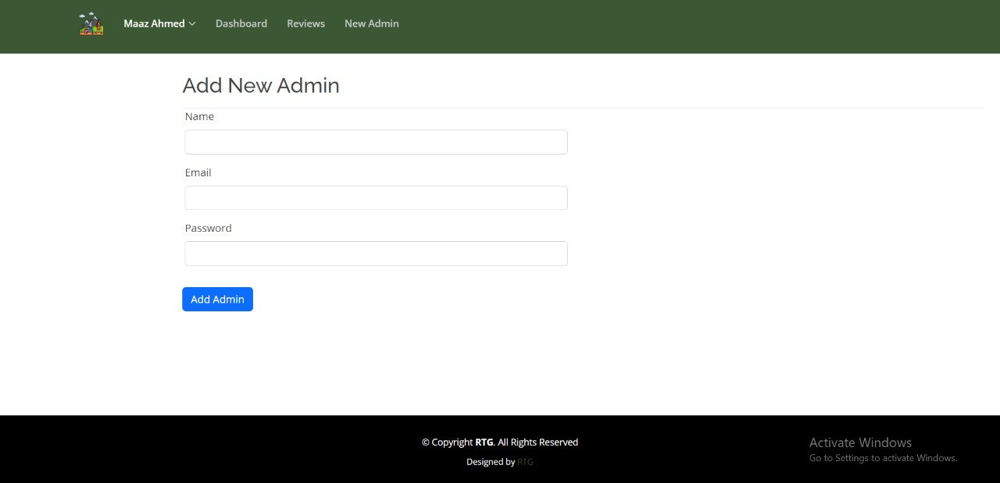 Maaz Ahmed Dashboard Reviews New Admin
Add New Admin
Name
Email
Password
Add Admin
© Copyright RTG. All Rights Reserved
Designed by RTG
Activate Windows
Go to Settings to activate Windows.